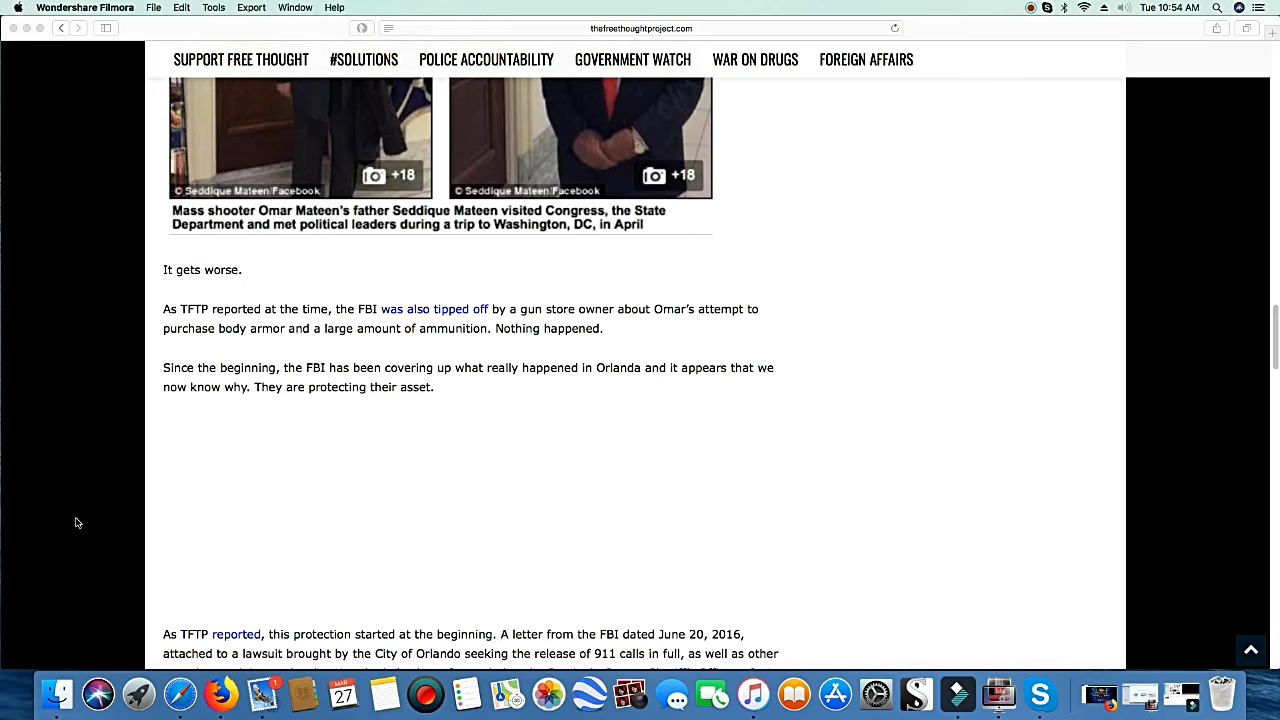 Wondershare Filmora File Edit Tools Export Window Help Tue 10:54 AM
thefreethoughtproject.com
SUPPORT FREE THOUGHT #SOLUTIONS POLICE ACCOUNTABILITY GOVERNMENT WATCH WAR ON DRUGS FOREIGN AFFAIRS
+18 +18
© Seddique Mateen/Facebook © Seddique Mateen/Facebook
Mass shooter Omar Mateen's father Seddique Mateen visited Congress, the State
Department and met political leaders during a trip to Washington, DC, in April
It gets worse.
As TFTP reported at the time, the FBI was also tipped off by a gun store owner about Omar's attempt to
purchase body armor and a large amount of ammunition. Nothing happened.
Since the beginning, the FBI has been covering up what really happened in Orlanda and it appears that we
now know why. They are protecting their asset.
As TFTP reported, this protection started at the beginning. A letter from the FBI dated June 20, 2016,
attached to a lawsuit brought by the City of Orlando seeking the release of 911 calls in full, as well as other
1
MAR
27